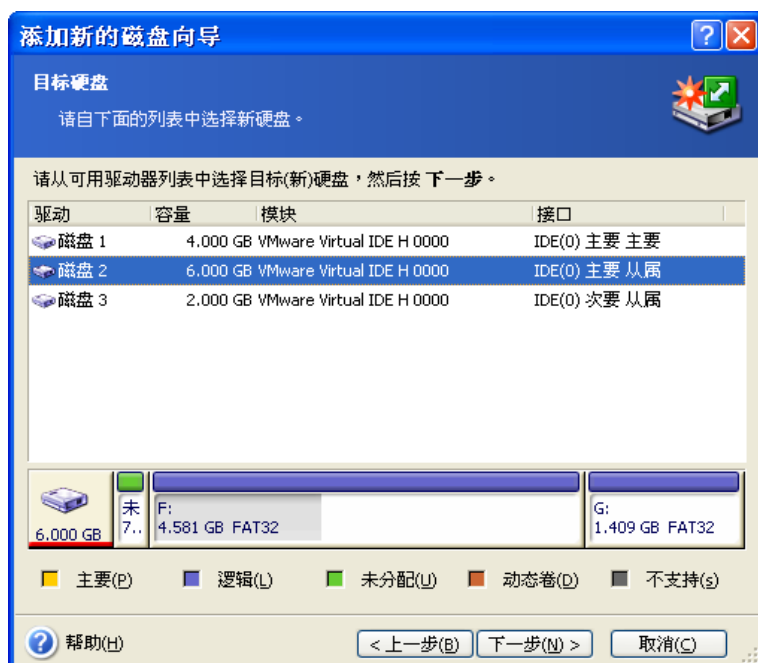 添加新的磁盘向导
目标硬盘
请自下面的列表中选择新硬盘。
请从可用驱动器列表中选择目标(新)硬盘，然后按 下一步。
驱动 容量 模块 接口
磁盘 1 4.000 GB VMware Virtual IDE H 0000 IDE(0) 主要 主要
磁盘 2 6.000 GB VMware Virtual IDE H 0000 IDE(0) 主要 从属
磁盘 3 2.000 GB VMware Virtual IDE H 0000 IDE(0) 次要 从属
未 F: G:
6.000 GB 7.. 4.581 GB FAT32 1.409 GB FAT32
主要(P) 逻辑(L) 未分配(U) 动态卷(D) 不支持(s)
帮助(H) < 上一步(B) 下一步(N) > 取消(C)